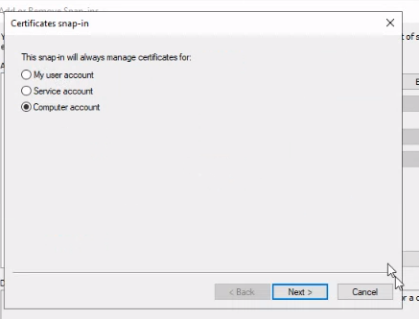 Add or Remove Snap-ins
Certificates snap-in
This snap-in will always manage certificates for:
My user account
Service account
Computer account
< Back
Next >
Cancel